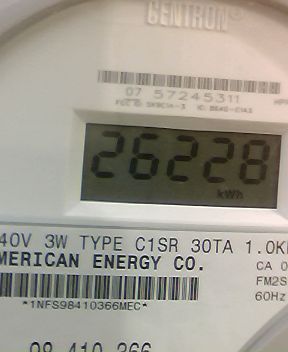 CENTRON®
07 57245311
26228
kWh
40V 3W TYPE C1SR 30TA 1.0K
MERICAN ENERGY CO.
CA 0
FM2S
60Hz
*1NFS98410366MEC*
98 410 366